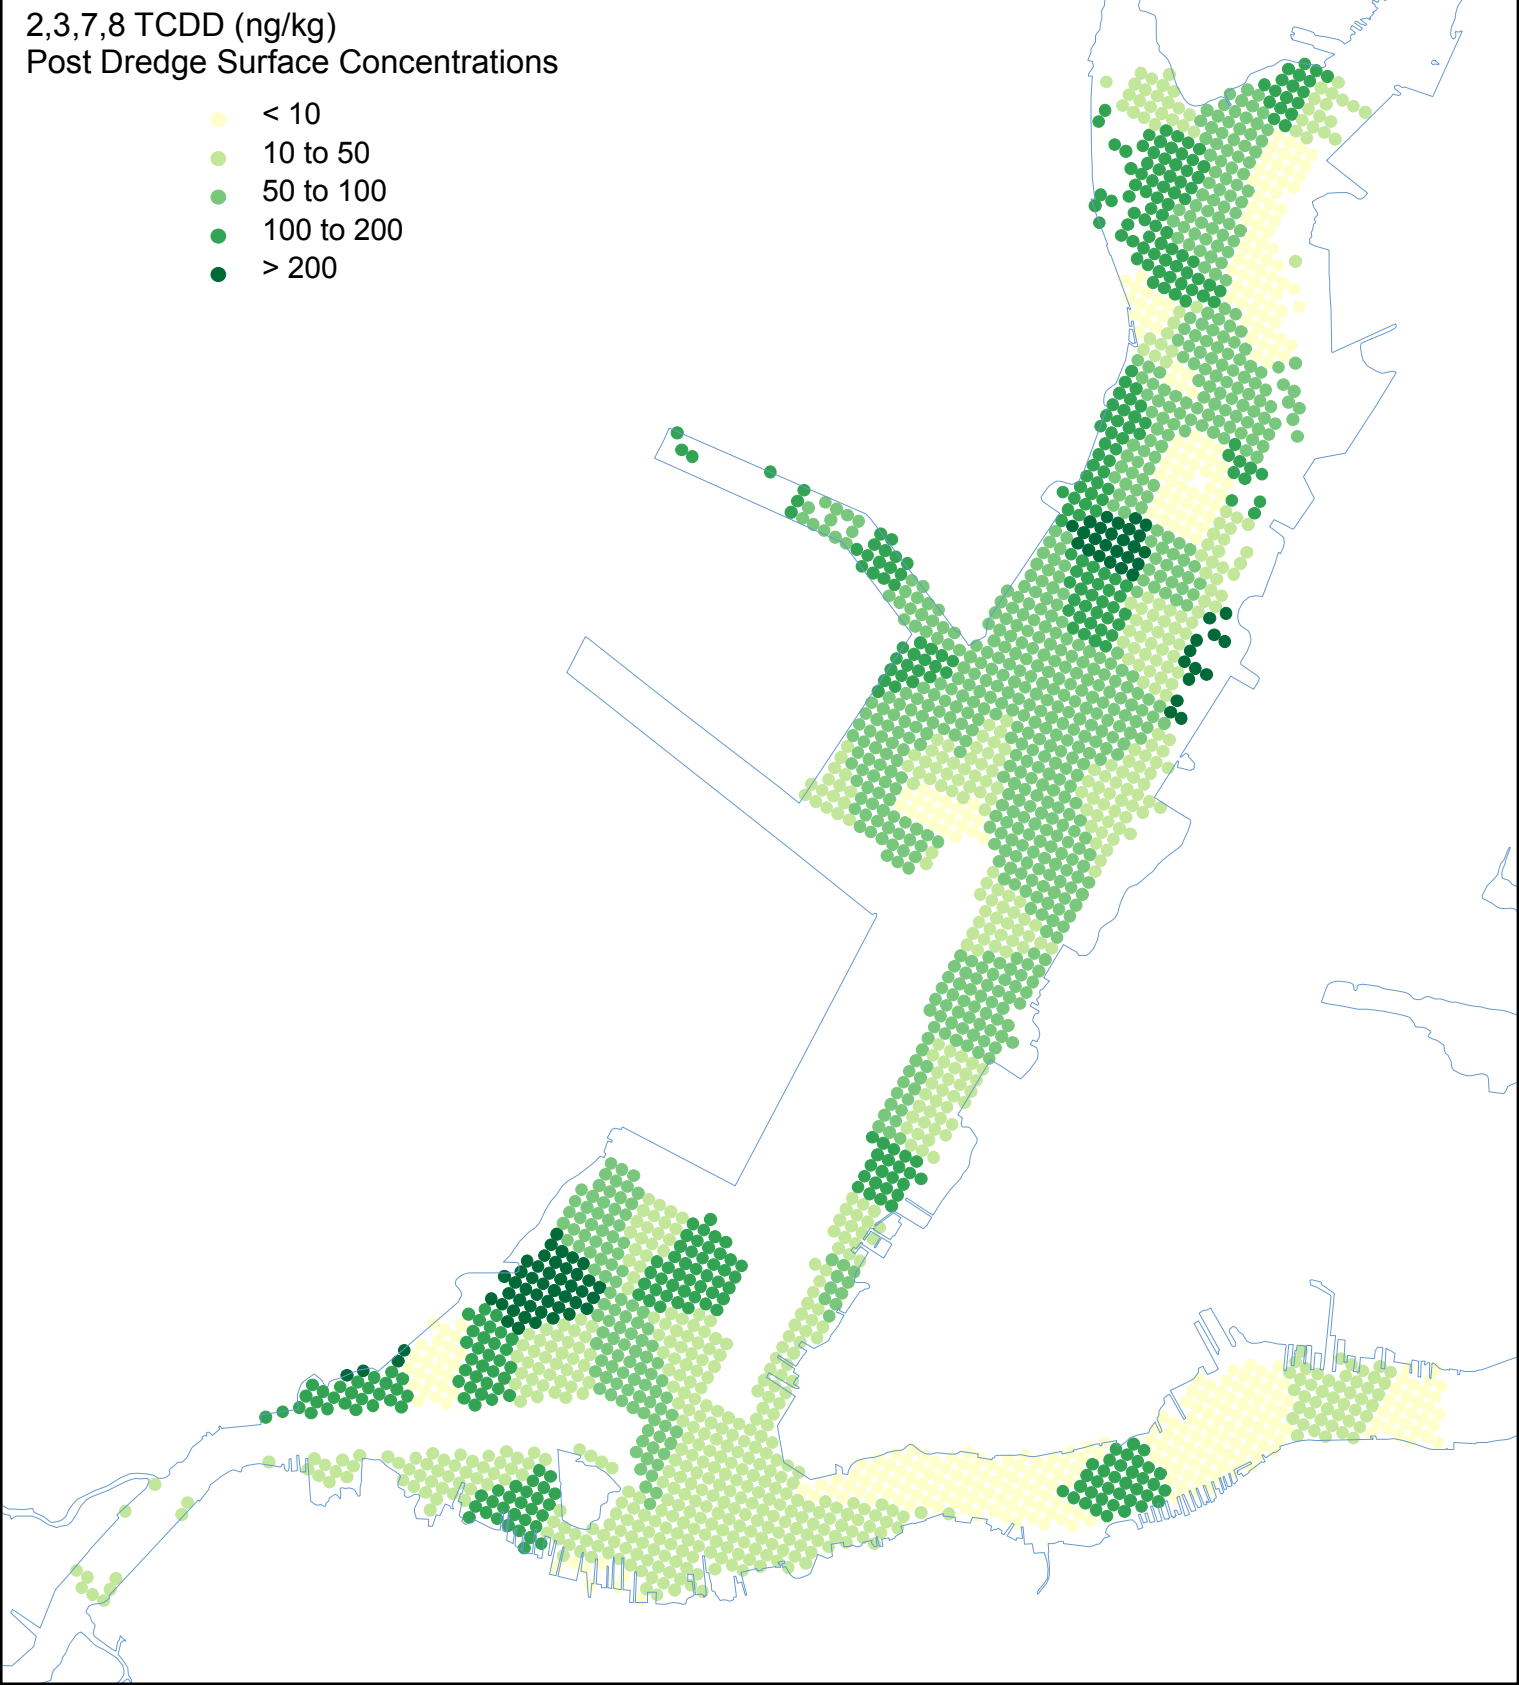 2,3,7,8 TCDD (ng/kg)
Post Dredge Surface Concentrations
< 10
10 to 50
50 to 100
100 to 200
> 200